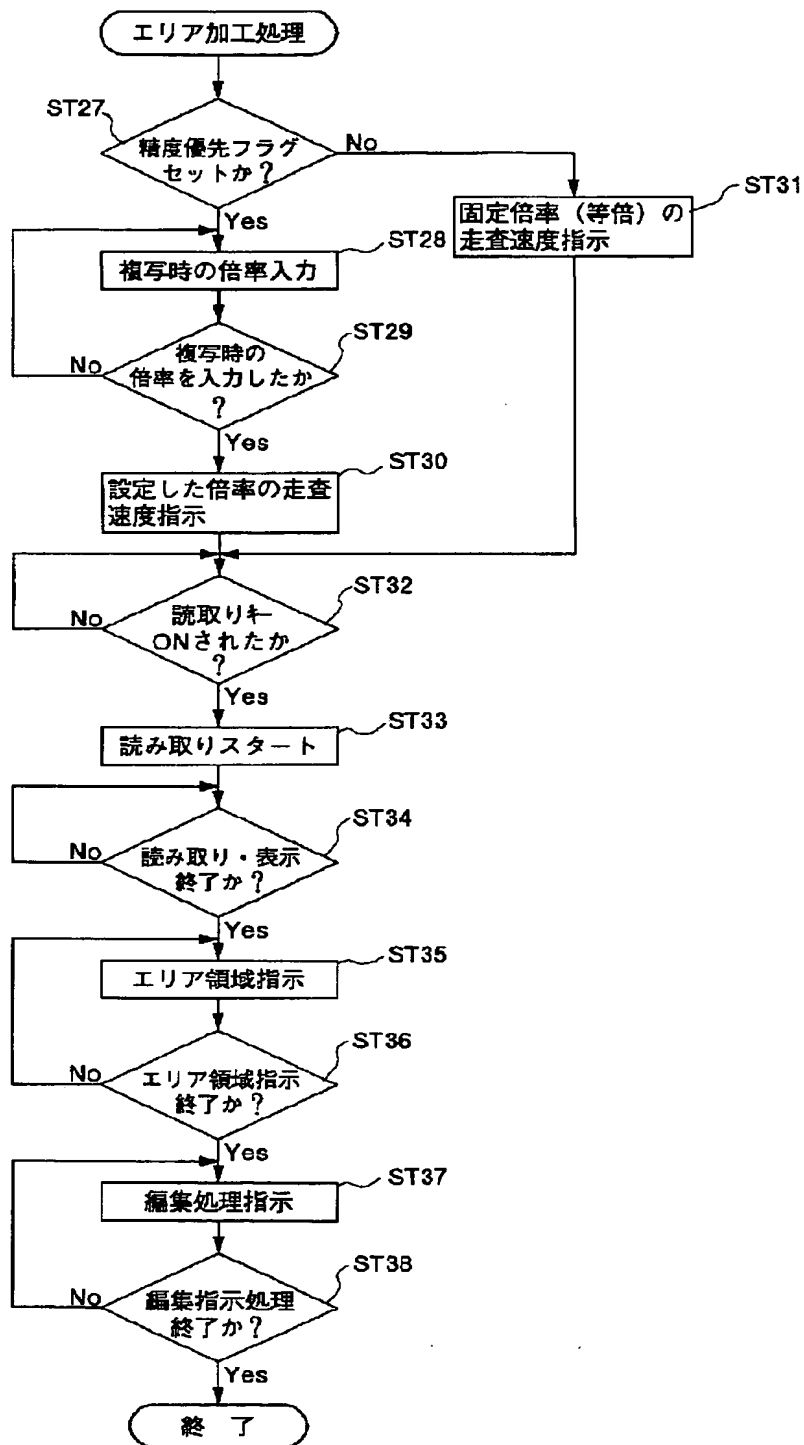 エリア加工処理
ST27
精度優先フラグ
セットか？
No
Yes
ST31
固定倍率（等倍）の
走査速度指示
ST28
複写時の倍率入力
ST29
複写時の
倍率を入力したか
？
No
Yes
ST30
設定した倍率の走査
速度指示
ST32
読取りキー
ONされたか
？
No
Yes
ST33
読み取りスタート
ST34
読み取り・表示
終了か？
No
Yes
ST35
エリア領域指示
ST36
エリア領域指示
終了か？
No
Yes
ST37
編集処理指示
ST38
編集指示処理
終了か？
No
Yes
終 了